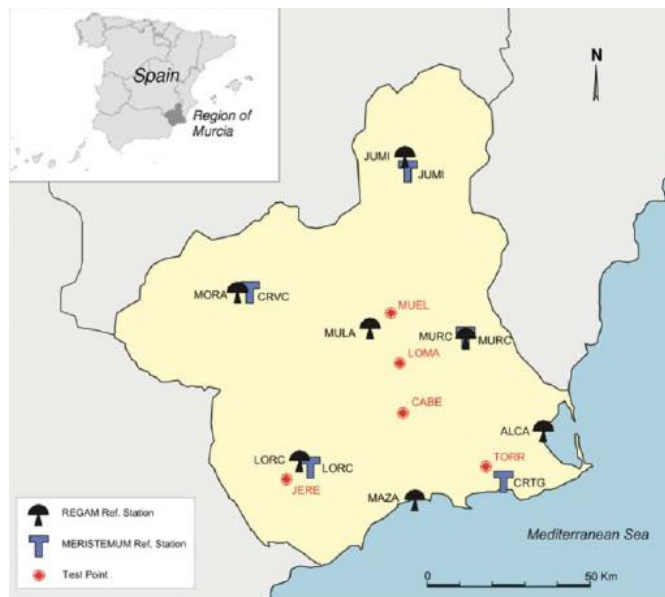 Spain
Region of
Murcia
N
JUMI
JUMI
MORA
CRVC
MUEL
MULA
MURC
MURC
LOMA
CABE
ALCA
LORC
LORC
TORR
JERE
CRTG
MAZA
REGAM Ref. Station
MERISTEMUM Ref. Station
Test Point
Mediterranean Sea
0
50 Km